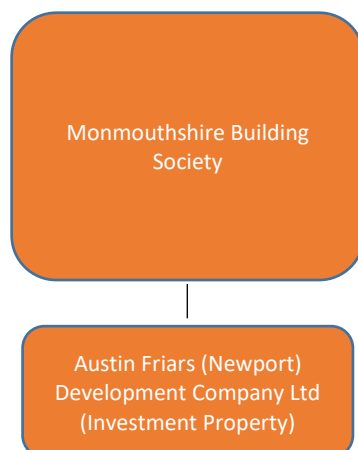 Monmouthshire Building
Society
Austin Friars (Newport)
Development Company Ltd
(Investment Property)